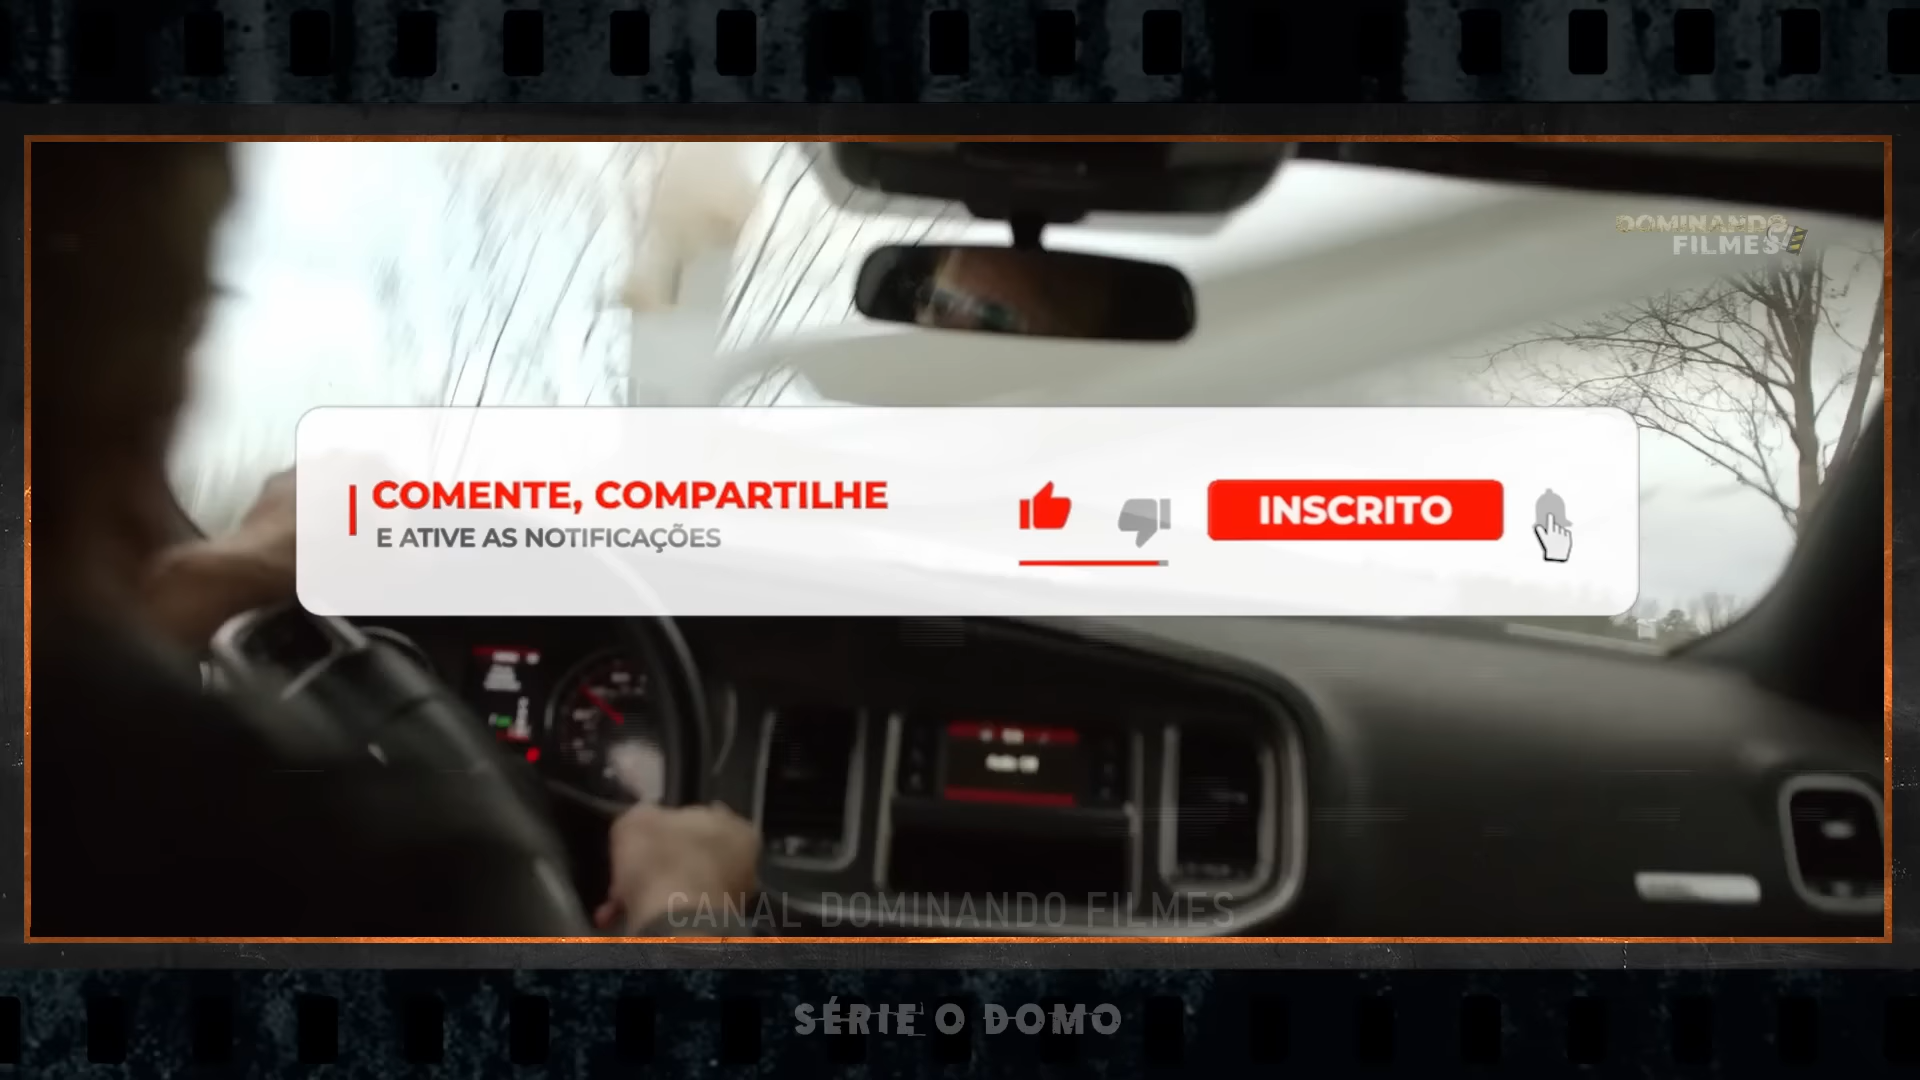 DOMINANDO
FILMES
COMENTE, COMPARTILHE
E ATIVE AS NOTIFICAÇÕES
INSCRITO
CANAL DOMINANDO FILMES
SÉRIE O DOMO